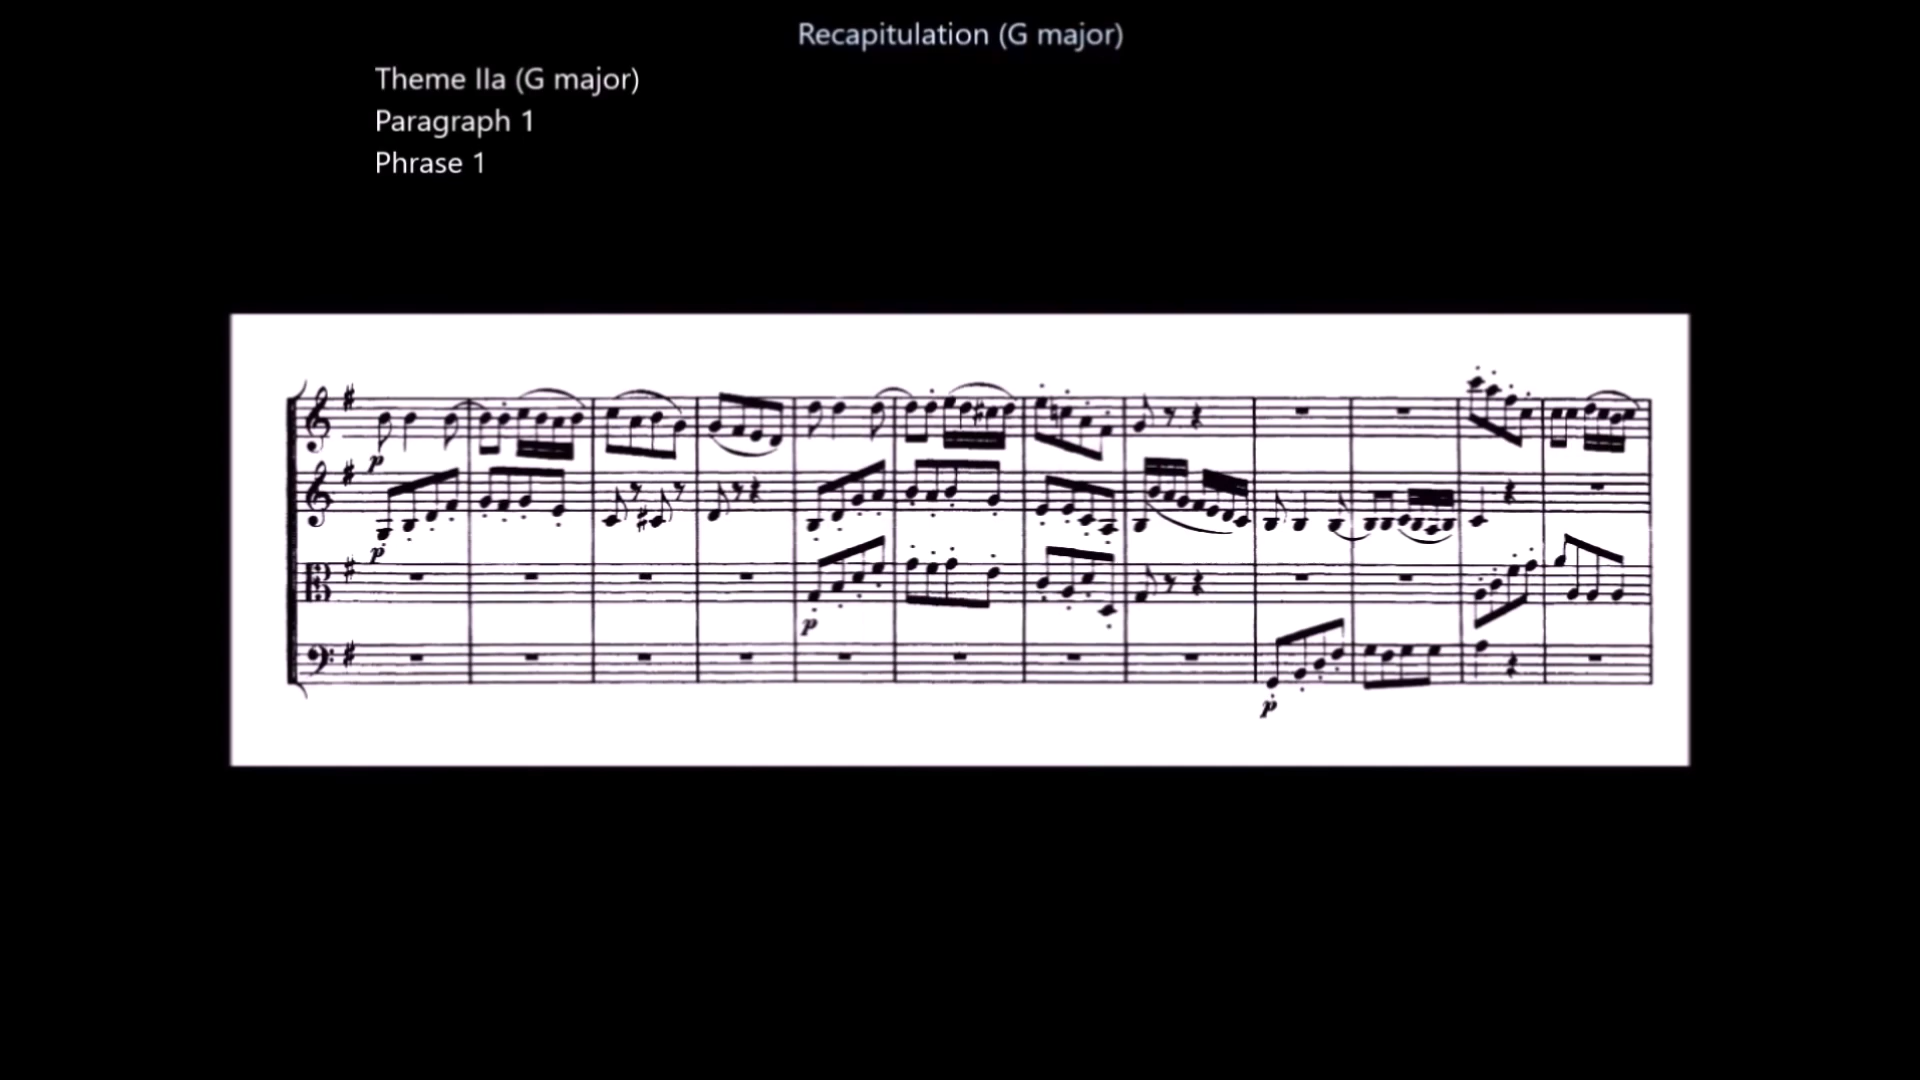 Recapitulation (G major)
Theme IIa (G major)
Paragraph 1
Phrase 1
p
p
p
p